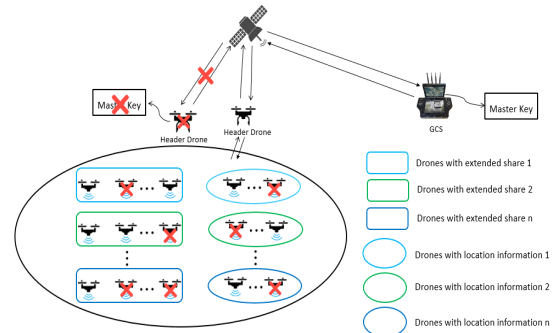 Master Key
Header Drone
Header Drone
GCS
Master Key
Drones with extended share 1
Drones with extended share 2
Drones with extended share n
Drones with location information 1
Drones with location information 2
Drones with location information n